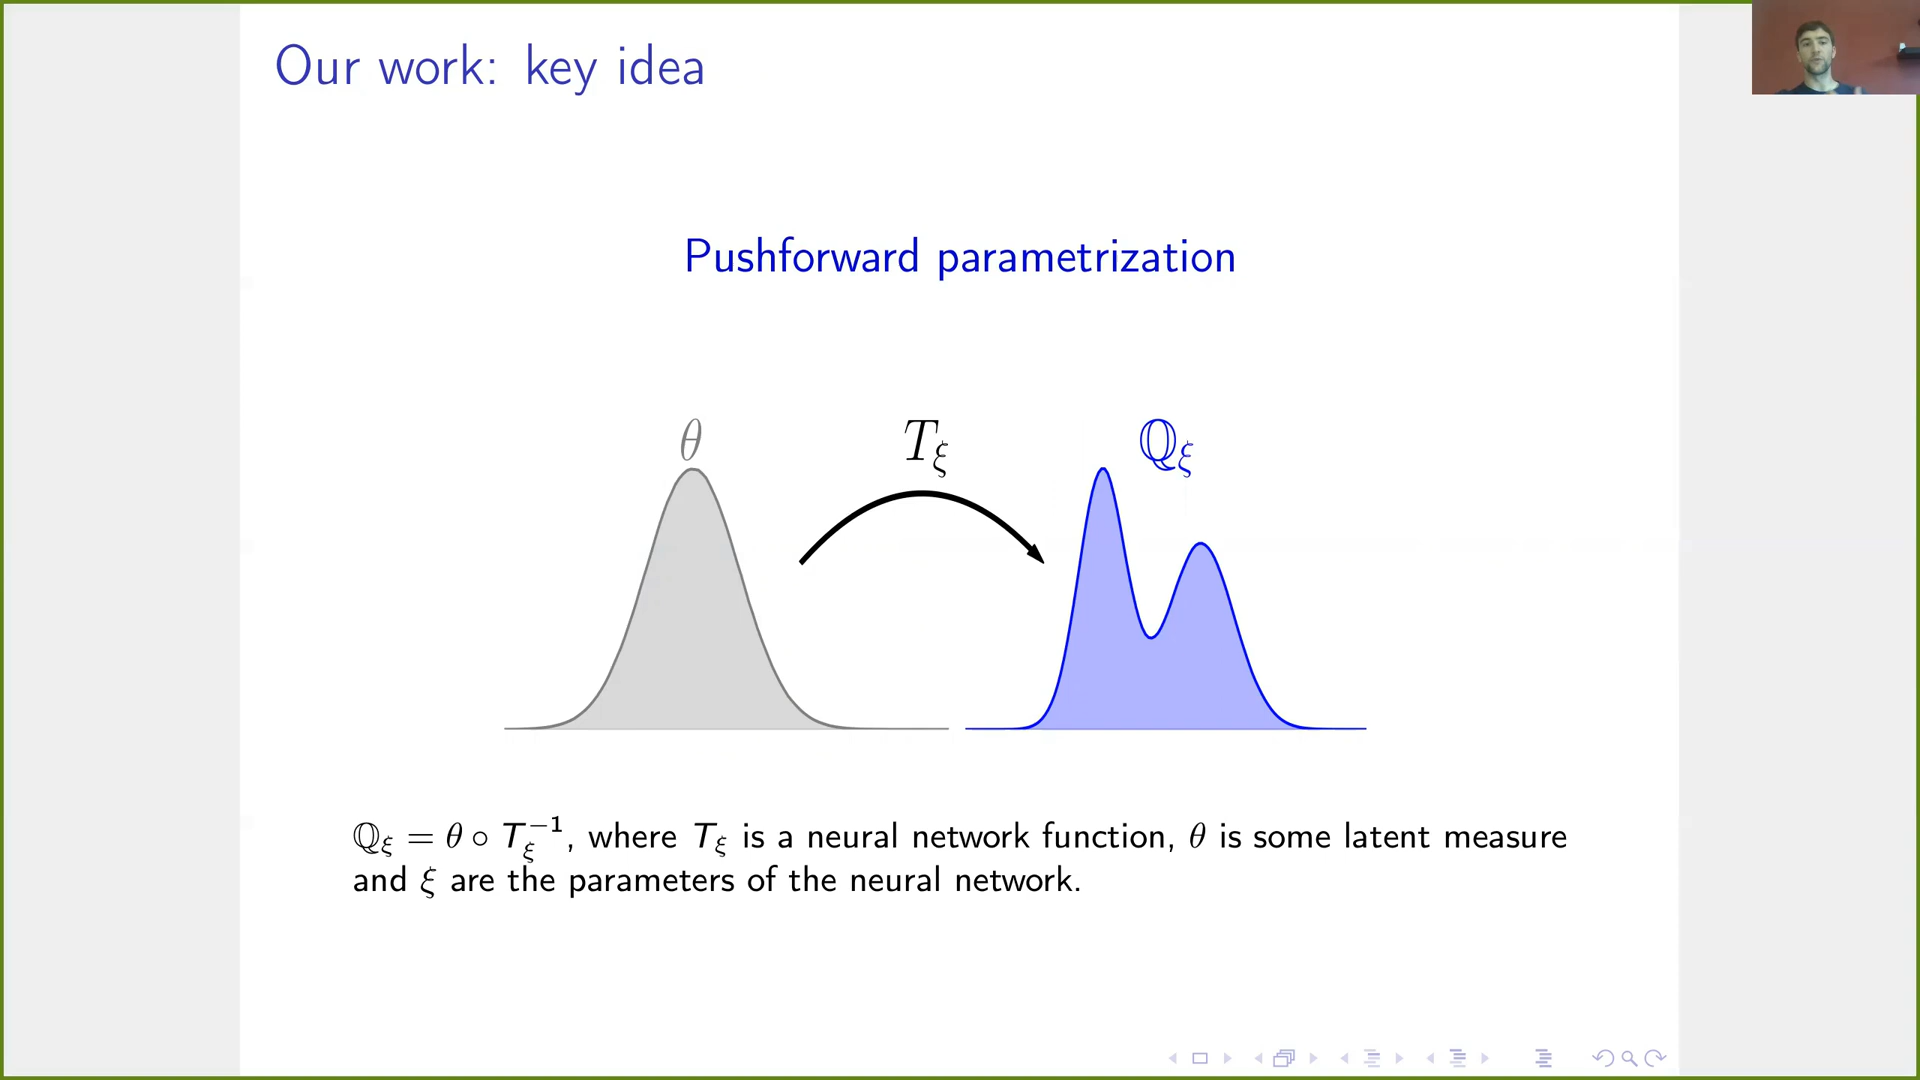 Our work: key idea
Pushforward parametrization
θ
T_ξ
ℚ_ξ
ℚ_ξ = θ ∘ T_ξ^{−1}, where T_ξ is a neural network function, θ is some latent measure
and ξ are the parameters of the neural network.